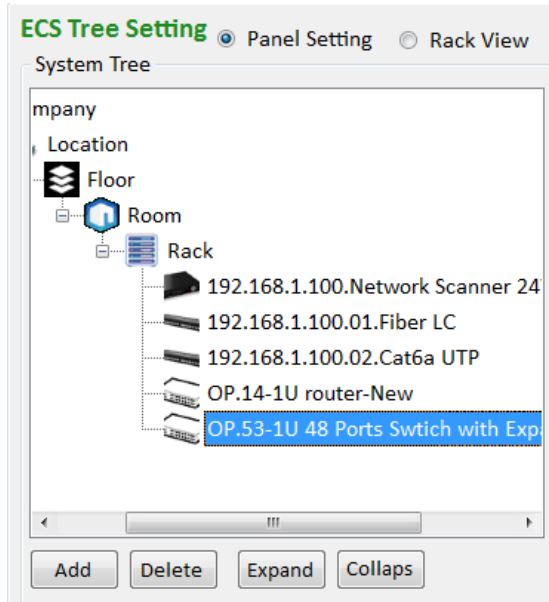 ECS Tree Setting Panel Setting Rack View
System Tree
mpany
Location
Floor
Room
Rack
192.168.1.100.Network Scanner 24
192.168.1.100.01.Fiber LC
192.168.1.100.02.Cat6a UTP
OP.14-1U router-New
OP.53-1U 48 Ports Swtich with Exp
Add Delete Expand Collaps